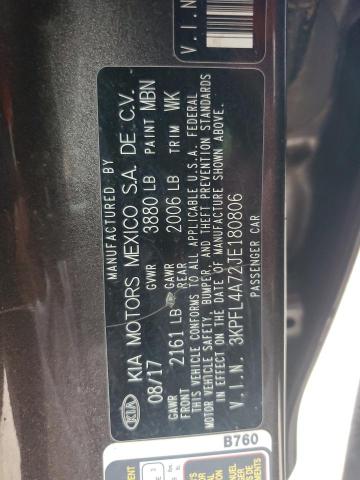 V.I.N
MANUFACTURED BY
KIA KIA MOTORS MEXICO S.A. DE C.V.
08/17 GVWR 3880 LB PAINT MBN
GAWR 2161 LB GAWR REAR 2006 LB TRIM WK
THIS VEHICLE CONFORMS TO ALL APPLICABLE U.S.A. FEDERAL
MOTOR VEHICLE SAFETY, BUMPER, AND THEFT PREVENTION STANDARDS
IN EFFECT ON THE DATE OF MANUFACTURE SHOWN ABOVE.
V.I.N. 3KPFL4A72JE180806
PASSENGER CAR
B760